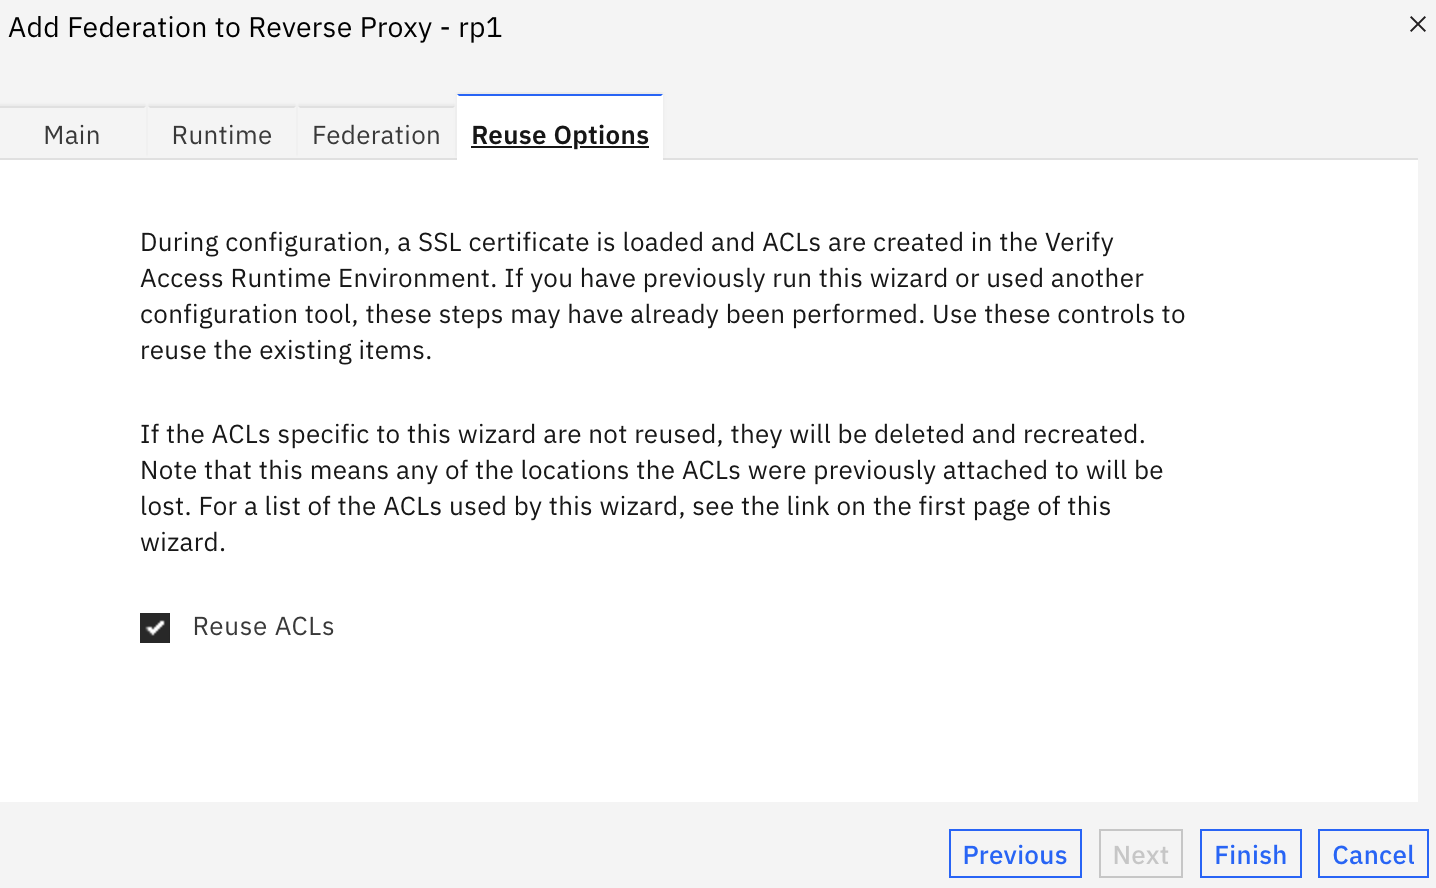 Add Federation to Reverse Proxy - rp1
Main
Runtime
Federation
Reuse Options
During configuration, a SSL certificate is loaded and ACLs are created in the Verify
Access Runtime Environment. If you have previously run this wizard or used another
configuration tool, these steps may have already been performed. Use these controls to
reuse the existing items.
If the ACLs specific to this wizard are not reused, they will be deleted and recreated.
Note that this means any of the locations the ACLs were previously attached to will be
lost. For a list of the ACLs used by this wizard, see the link on the first page of this
wizard.
Reuse ACLs
Previous
Next
Finish
Cancel